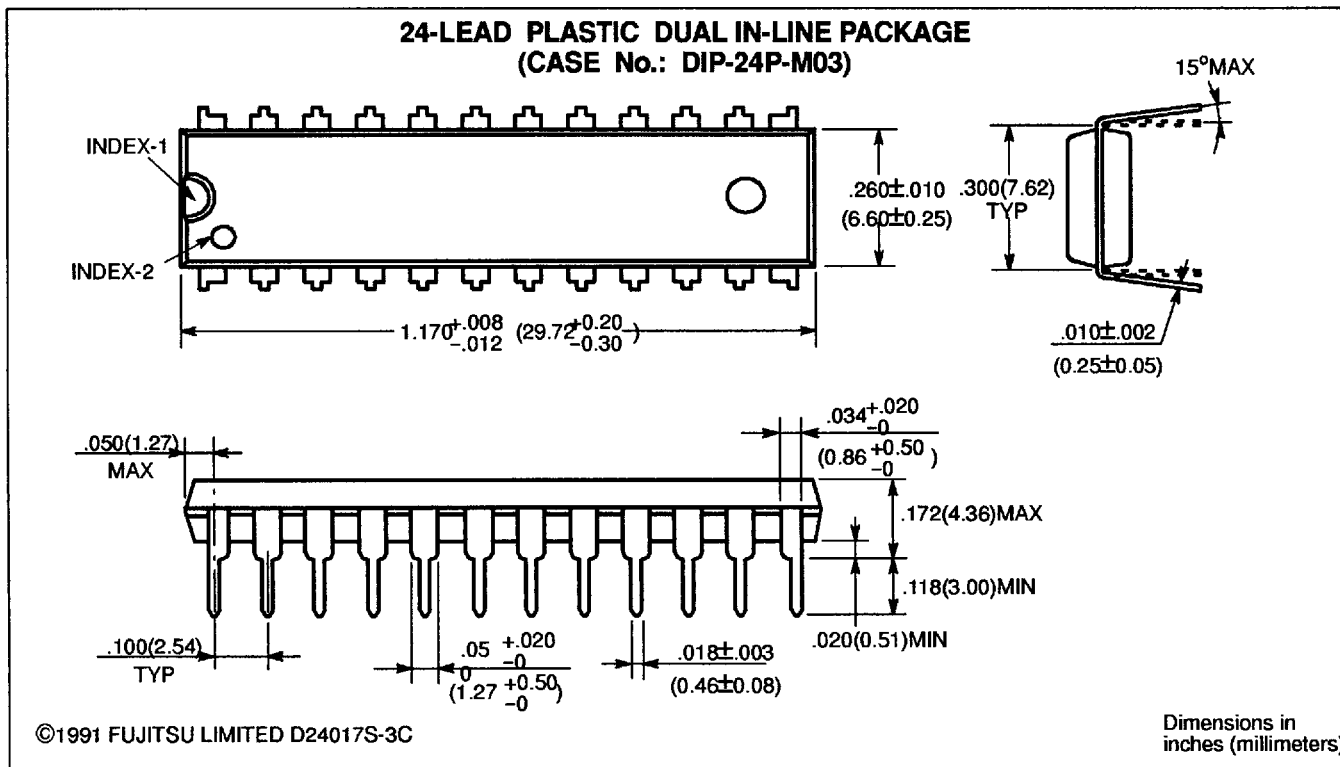 24-LEAD PLASTIC DUAL IN-LINE PACKAGE
(CASE No.: DIP-24P-M03)
15°MAX
INDEX-1
INDEX-2
.260±.010
(6.60±0.25)
.300(7.62)
TYP
1.170+.008 -.012 (29.72+0.20 -0.30)
.010±.002
(0.25±0.05)
.050(1.27)
MAX
.034+.020 -0
(0.86+0.50 -0)
.172(4.36)MAX
.118(3.00)MIN
.020(0.51)MIN
.100(2.54)
TYP
.050+.020 -0
(1.27+0.50 -0)
.018±.003
(0.46±0.08)
©1991 FUJITSU LIMITED D24017S-3C
Dimensions in
inches (millimeters)